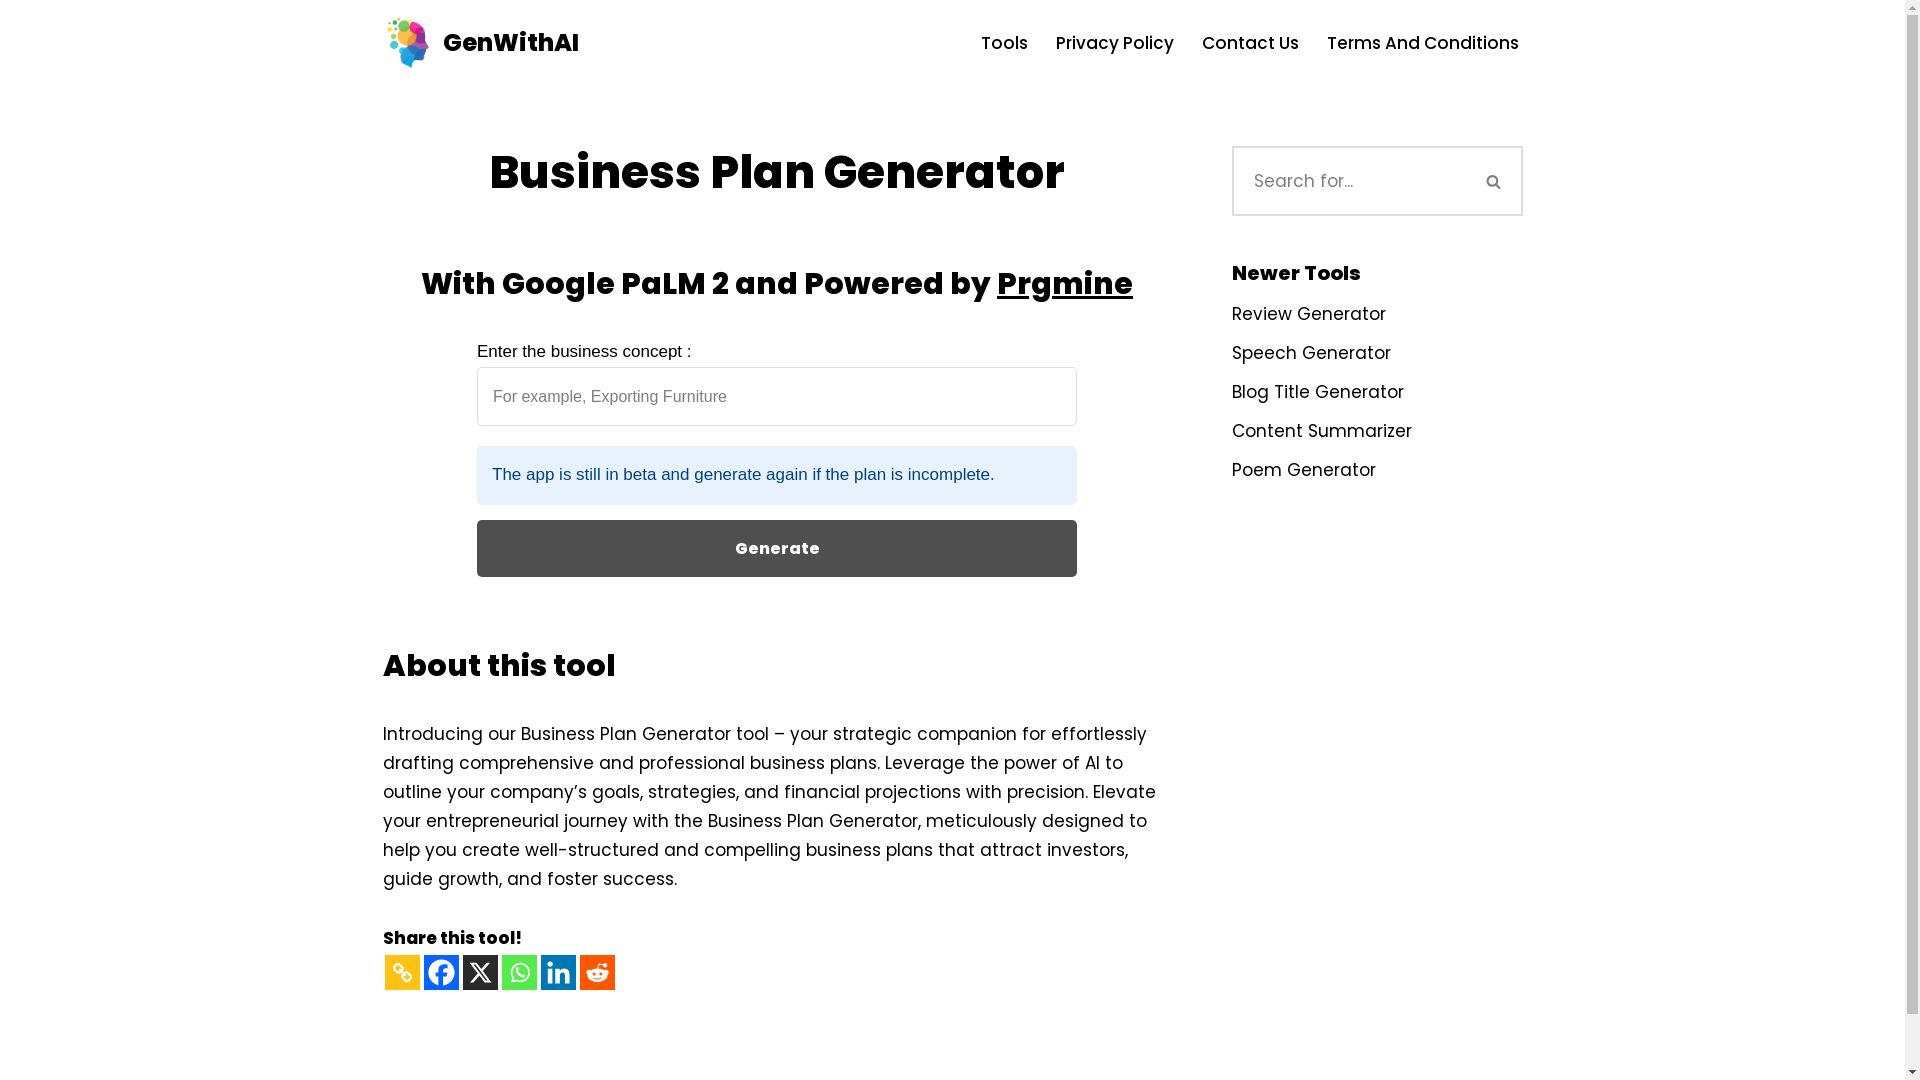 GenWithAI
Tools
Privacy Policy
Contact Us
Terms And Conditions
Business Plan Generator
With Google PaLM 2 and Powered by Prgmine
Enter the business concept :
For example, Exporting Furniture
The app is still in beta and generate again if the plan is incomplete.
Generate
About this tool
Introducing our Business Plan Generator tool – your strategic companion for effortlessly
drafting comprehensive and professional business plans. Leverage the power of AI to
outline your company’s goals, strategies, and financial projections with precision. Elevate
your entrepreneurial journey with the Business Plan Generator, meticulously designed to
help you create well-structured and compelling business plans that attract investors,
guide growth, and foster success.
Share this tool!
Search for...
Newer Tools
Review Generator
Speech Generator
Blog Title Generator
Content Summarizer
Poem Generator